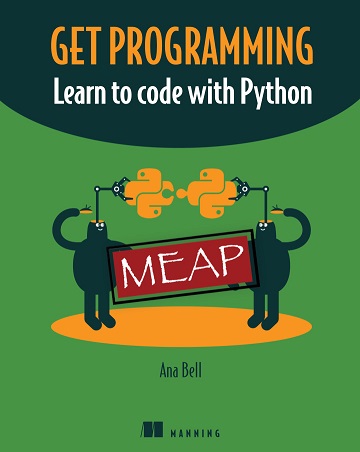 GET PROGRAMMING
Learn to code with Python
MEAP
Ana Bell
MANNING